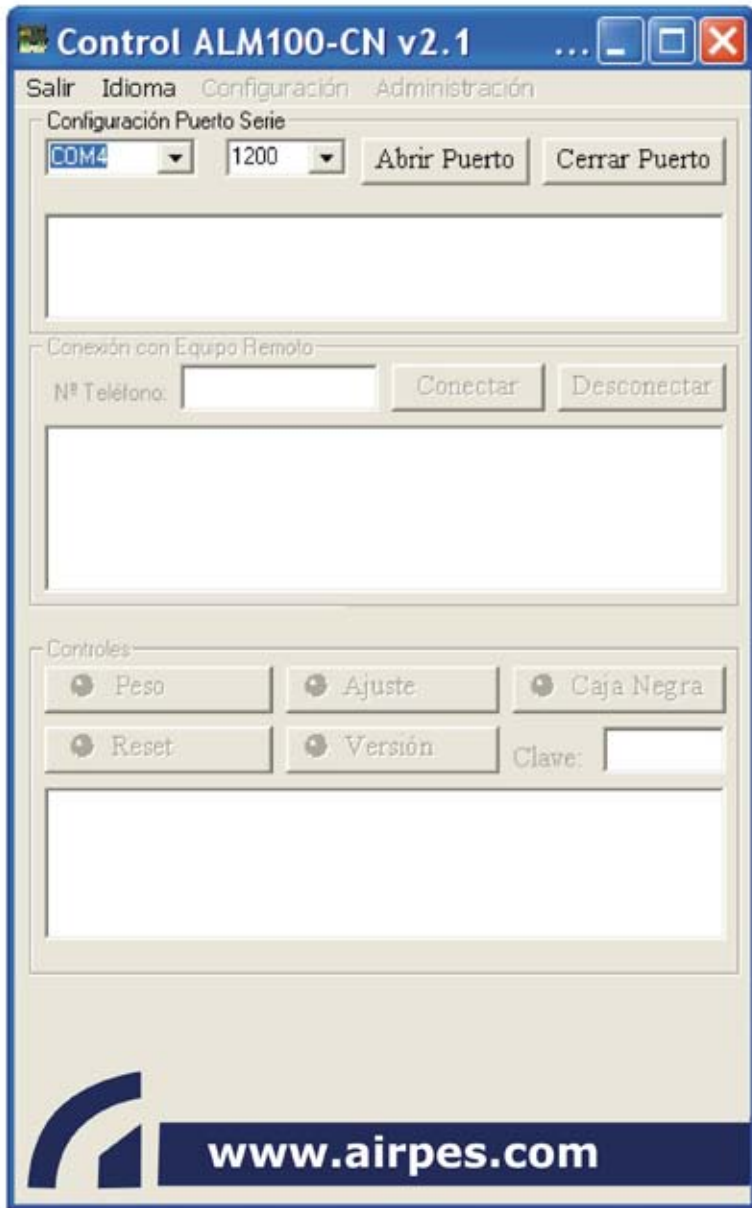 Control ALM100-CN v2.1 ...
Salir Idioma Configuración Administración
Configuración Puerto Serie
COM4 1200 Abrir Puerto Cerrar Puerto
Conexión con Equipo Remoto
Nº Teléfono: Conectar Desconectar
Controles
Peso Ajuste Caja Negra
Reset Versión Clave:
www.airpes.com